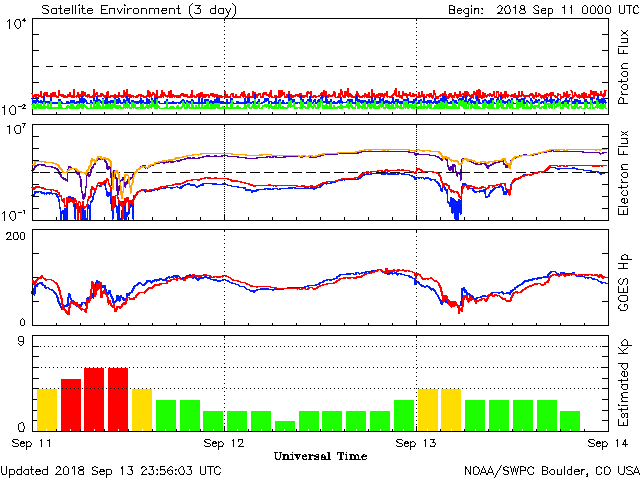 Satellite Environment (3 day) Begin: 2018 Sep 11 0000 UTC
10⁴
10⁻²
Proton Flux
10⁷
10⁻¹
Electron Flux
200
0
GOES Hp
9
0
Estimated Kp
Sep 11 Sep 12 Sep 13 Sep 14
Universal Time
Updated 2018 Sep 13 23:56:03 UTC NOAA/SWPC Boulder, CO USA